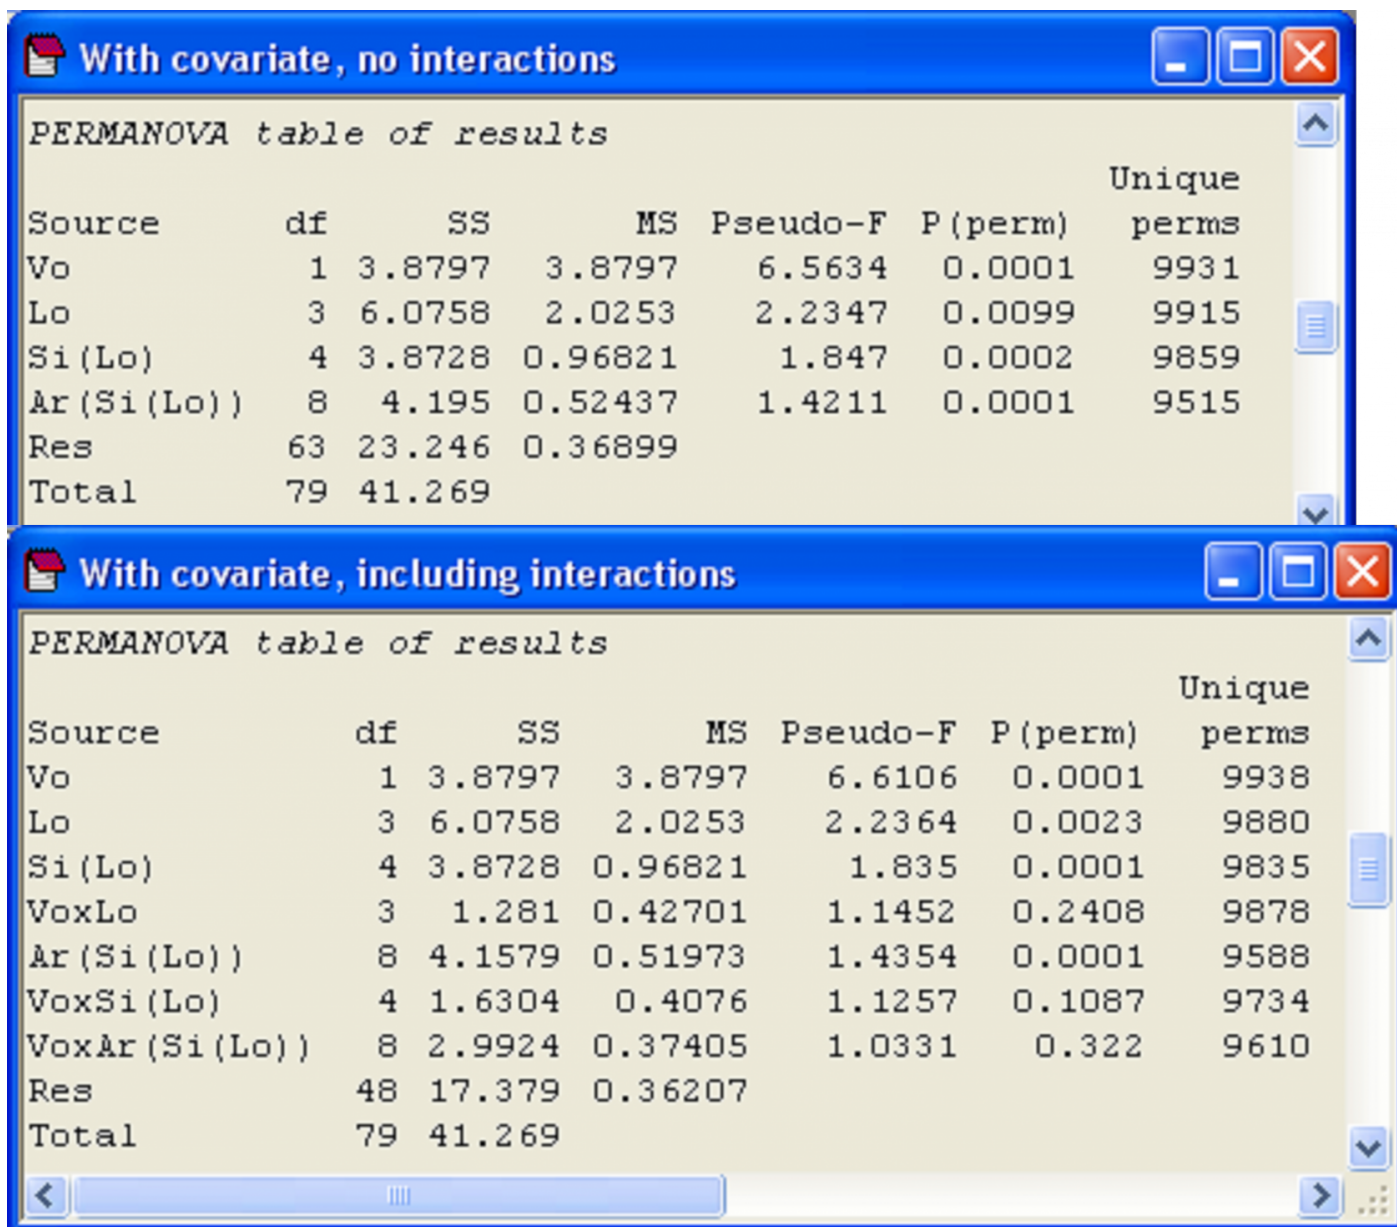 With covariate, no interactions
PERMANOVA table of results
Unique
Source df SS MS Pseudo-F P(perm) perms
Vo 1 3.8797 3.8797 6.5634 0.0001 9931
Lo 3 6.0758 2.0253 2.2347 0.0099 9915
Si(Lo) 4 3.8728 0.96821 1.847 0.0002 9859
Ar(Si(Lo)) 8 4.195 0.52437 1.4211 0.0001 9515
Res 63 23.246 0.36899
Total 79 41.269
With covariate, including interactions
PERMANOVA table of results
Unique
Source df SS MS Pseudo-F P(perm) perms
Vo 1 3.8797 3.8797 6.6106 0.0001 9938
Lo 3 6.0758 2.0253 2.2364 0.0023 9880
Si(Lo) 4 3.8728 0.96821 1.835 0.0001 9835
VoxLo 3 1.281 0.42701 1.1452 0.2408 9878
Ar(Si(Lo)) 8 4.1579 0.51973 1.4354 0.0001 9588
VoxSi(Lo) 4 1.6304 0.4076 1.1257 0.1087 9734
VoxAr(Si(Lo)) 8 2.9924 0.37405 1.0331 0.322 9610
Res 48 17.379 0.36207
Total 79 41.269